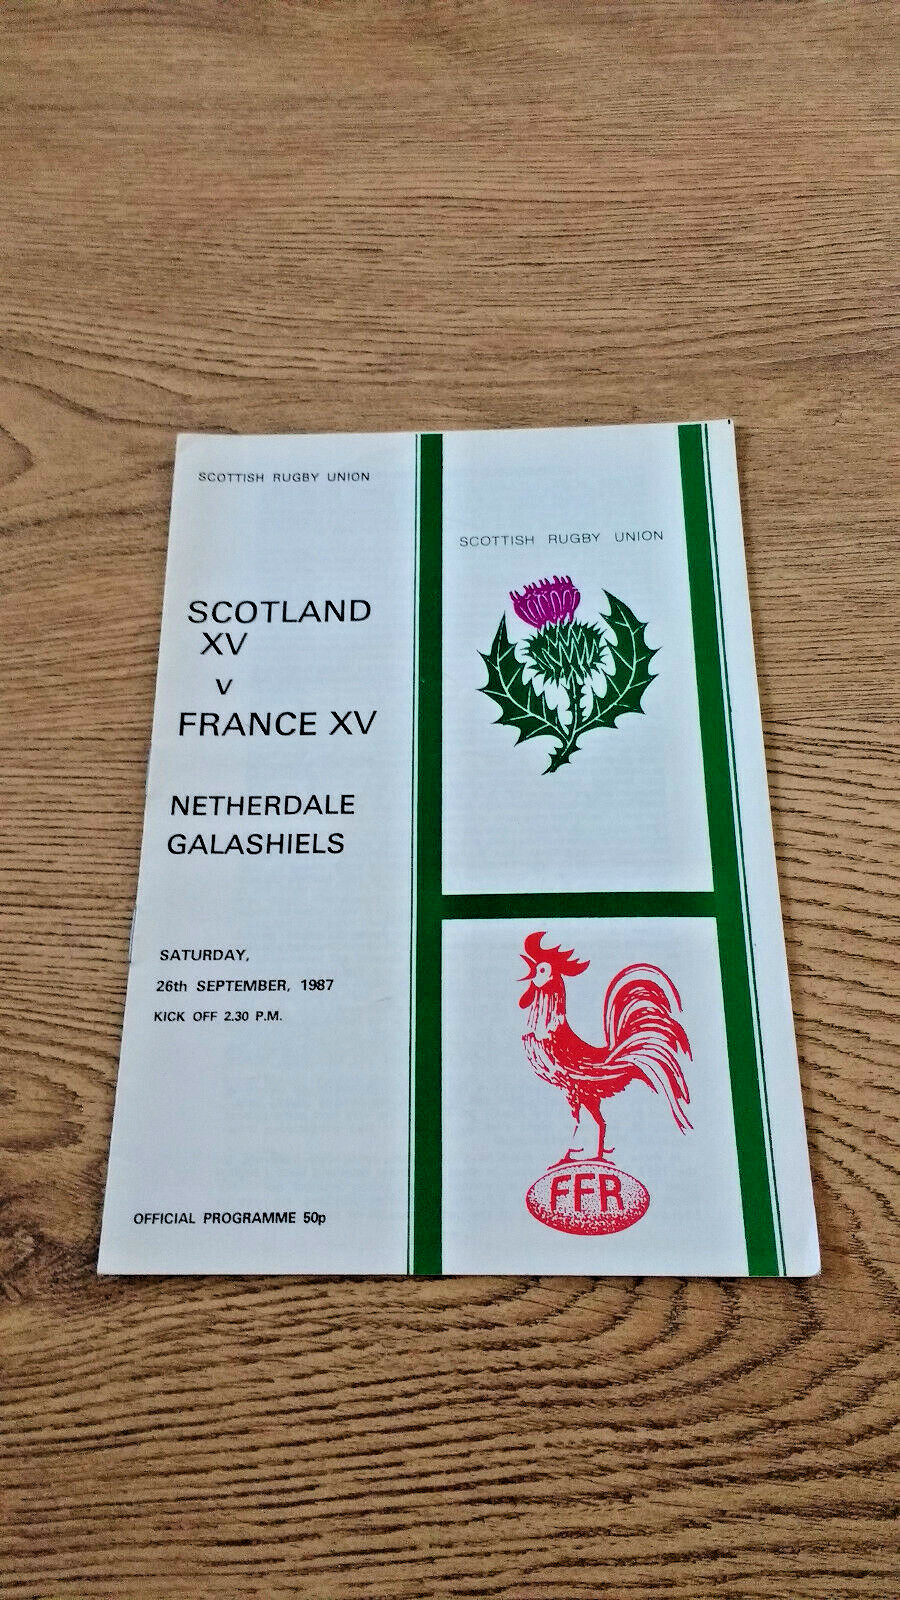 SCOTTISH RUGBY UNION
SCOTLAND
XV
v
FRANCE XV
NETHERDALE
GALASHIELS
SATURDAY,
26th SEPTEMBER, 1987
KICK OFF 2.30 P.M.
OFFICIAL PROGRAMME 50p
SCOTTISH RUGBY UNION
FFR